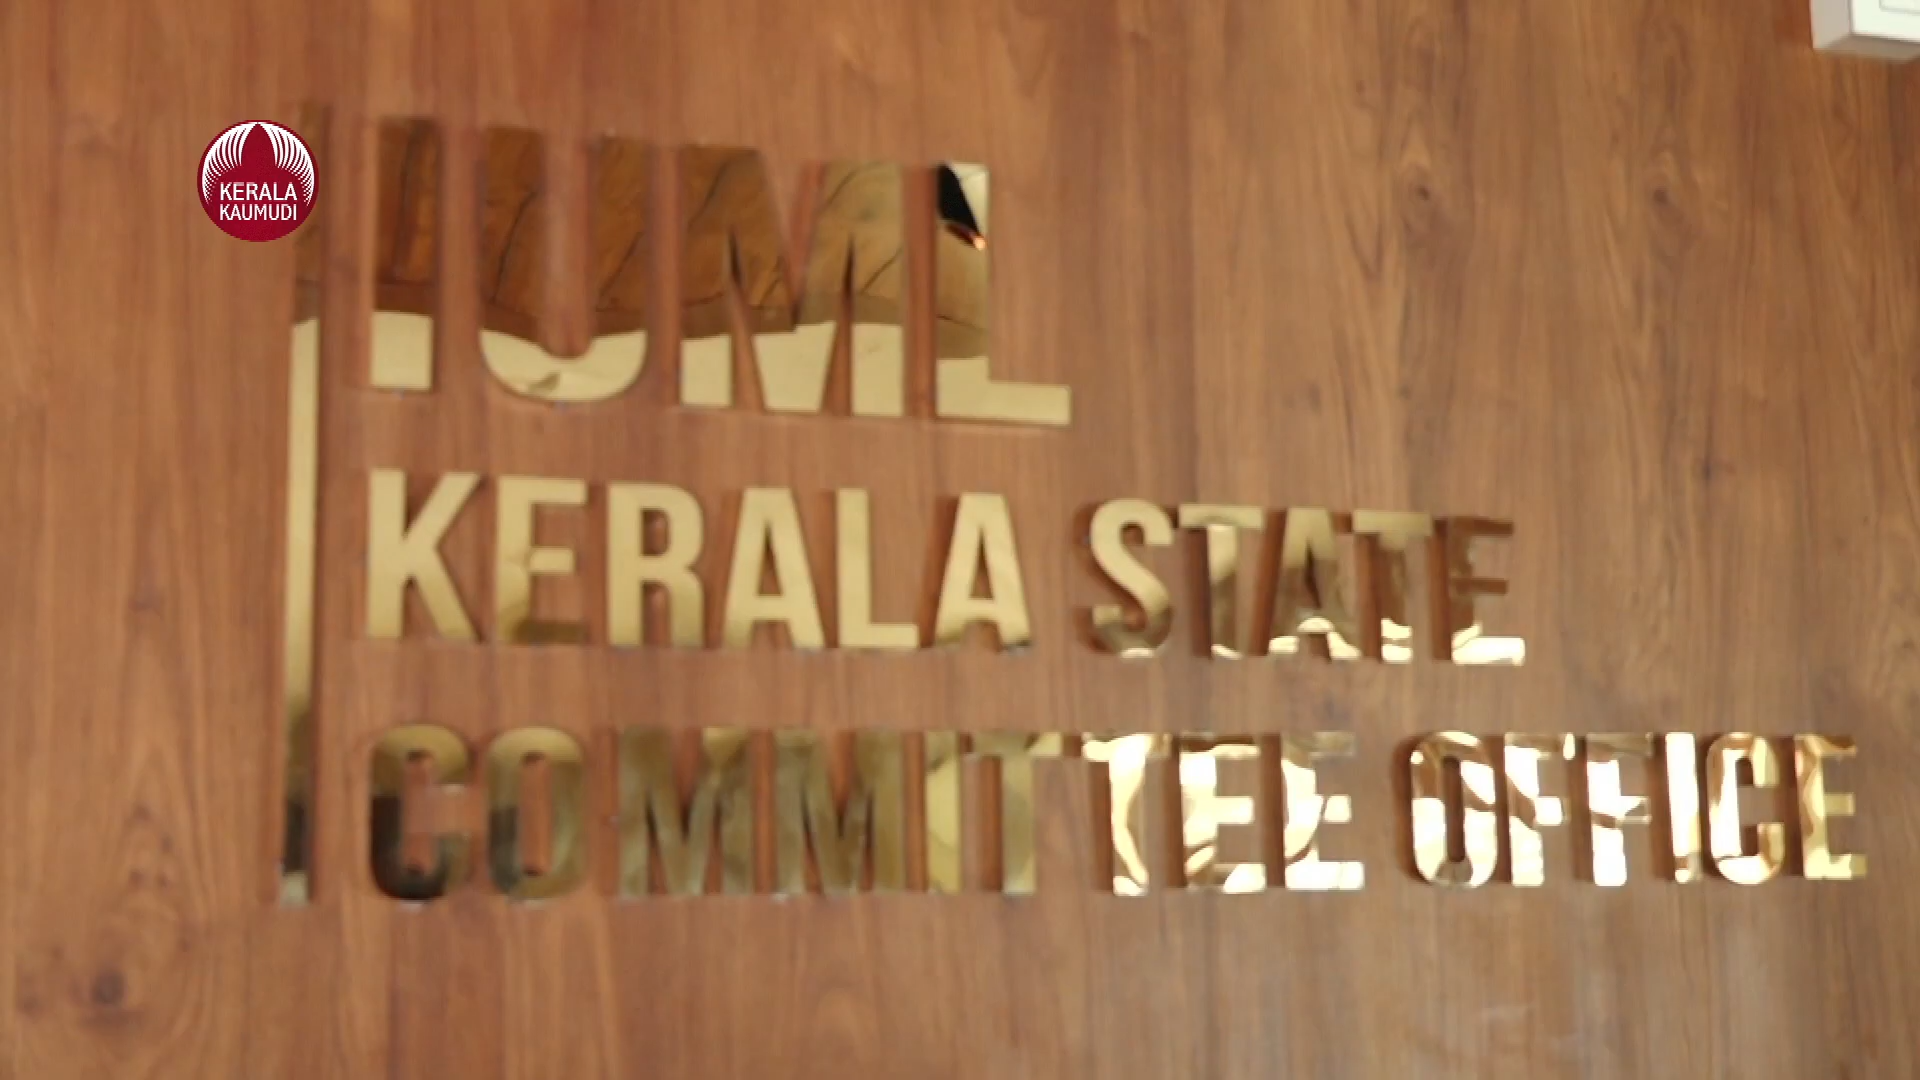 KERALA
KAUMUDI
IUML
KERALA STATE
COMMITTEE OFFICE